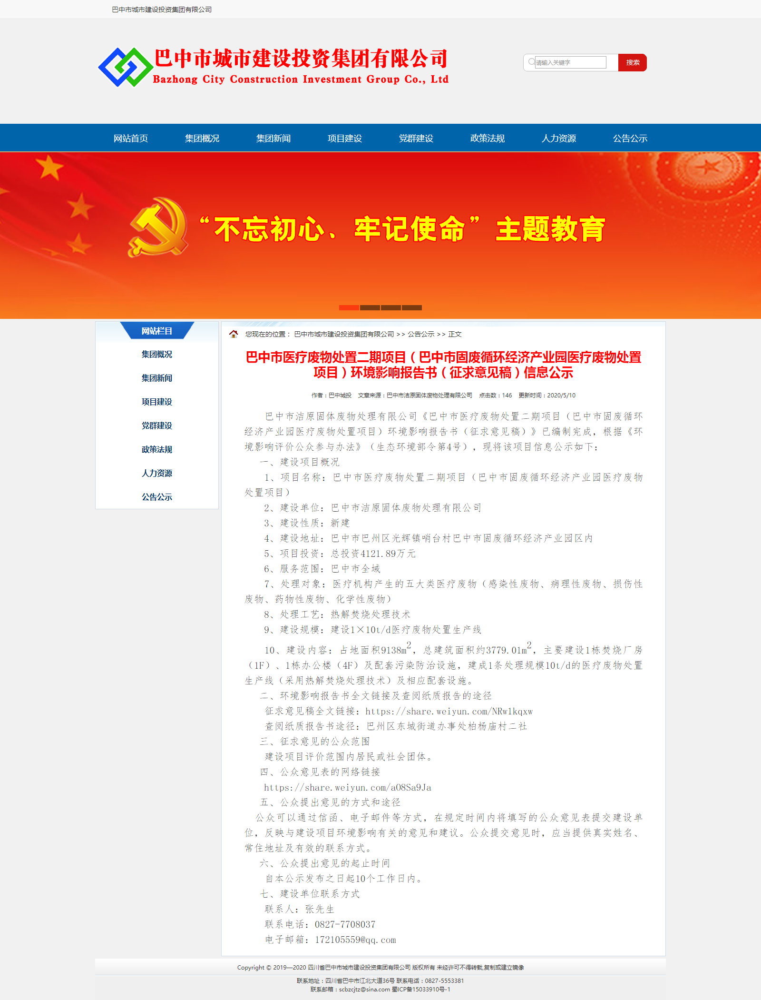 巴中市城市建设投资集团有限公司
巴中市城市建设投资集团有限公司
Bazhong City Construction Investment Group Co., Ltd
请输入关键字
搜索
网站首页 集团概况 集团新闻 项目建设 党群建设 政策法规 人力资源 公告公示
“不忘初心、牢记使命”主题教育
网站栏目
集团概况
集团新闻
项目建设
党群建设
政策法规
人力资源
公告公示
您现在的位置： 巴中市城市建设投资集团有限公司 >> 公告公示 >> 正文
巴中市医疗废物处置二期项目（巴中市固废循环经济产业园医疗废物处置
项目）环境影响报告书（征求意见稿）信息公示
作者：巴中城投 文章来源：巴中市洁原固体废物处理有限公司 点击数：146 更新时间：2020/5/10
巴中市洁原固体废物处理有限公司《巴中市医疗废物处置二期项目（巴中市固废循环
经济产业园医疗废物处置项目）环境影响报告书（征求意见稿）》已编制完成，根据《环
境影响评价公众参与办法》（生态环境部令第4号），现将该项目信息公示如下：
一、建设项目概况
1、项目名称：巴中市医疗废物处置二期项目（巴中市固废循环经济产业园医疗废物
处置项目）
2、建设单位：巴中市洁原固体废物处理有限公司
3、建设性质：新建
4、建设地址：巴中市巴州区光辉镇哨台村巴中市固废循环经济产业园区内
5、项目投资：总投资4121.89万元
6、服务范围：巴中市全域
7、处理对象：医疗机构产生的五大类医疗废物（感染性废物、病理性废物、损伤性
废物、药物性废物、化学性废物）
8、处理工艺：热解焚烧处理技术
9、建设规模：建设1×10t/d医疗废物处置生产线
10、建设内容：占地面积9138m²，总建筑面积约3779.01m²，主要建设1栋焚烧厂房
（1F）、1栋办公楼（4F）及配套污染防治设施，建成1条处理规模10t/d的医疗废物处置
生产线（采用热解焚烧处理技术）及相应配套设施。
二、环境影响报告书全文链接及查阅纸质报告的途径
征求意见稿全文链接：https://share.weiyun.com/NRw1kqxw
查阅纸质报告书途径：巴州区东城街道办事处柏杨庙村二社
三、征求意见的公众范围
建设项目评价范围内居民或社会团体。
四、公众意见表的网络链接
https://share.weiyun.com/aO8Sa9Ja
五、公众提出意见的方式和途径
公众可以通过信函、电子邮件等方式，在规定时间内将填写的公众意见表提交建设单
位，反映与建设项目环境影响有关的意见和建议。公众提交意见时，应当提供真实姓名、
常住地址及有效的联系方式。
六、公众提出意见的起止时间
自本公示发布之日起10个工作日内。
七、建设单位联系方式
联系人：张先生
联系电话：0827-7708037
电子邮箱：172105559@qq.com
Copyright © 2019—2020 四川省巴中市城市建设投资集团有限公司 版权所有 未经许可不得转载,复制或建立镜像
联系地址：四川省巴中市江北大道36号 联系电话：0827-5553381
联系邮箱：scbzcjtz@sina.com 蜀ICP备15033910号-1